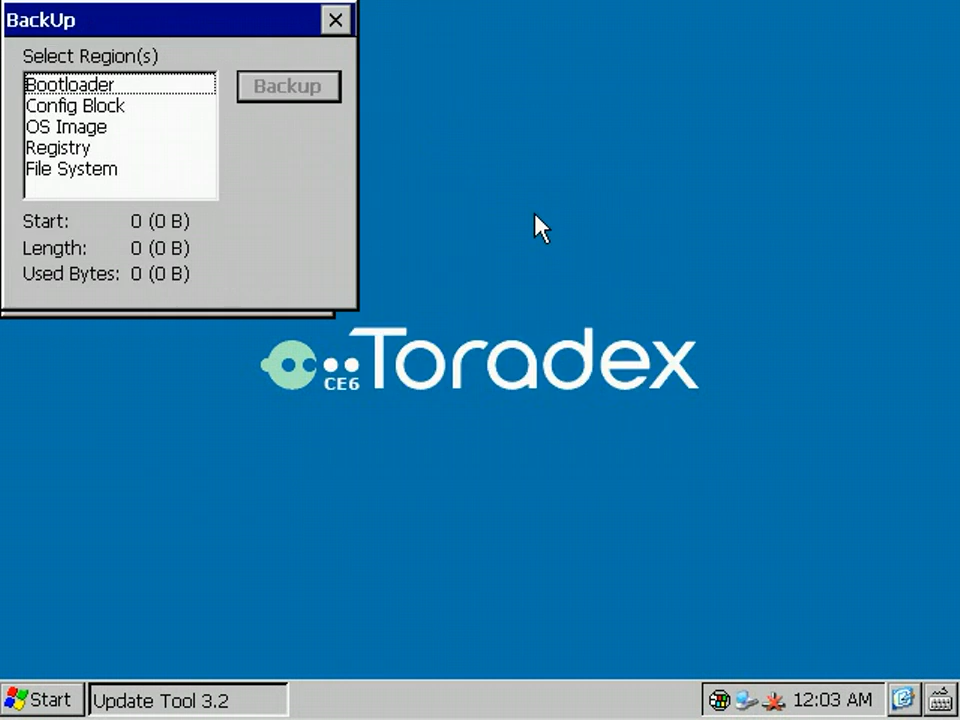 BackUp
Select Region(s)
Backup
Bootloader
Config Block
OS Image
Registry
File System
Start: 0 (0 B)
Length: 0 (0 B)
Used Bytes: 0 (0 B)
Toradex
CE6
Start
Update Tool 3.2
12:03 AM